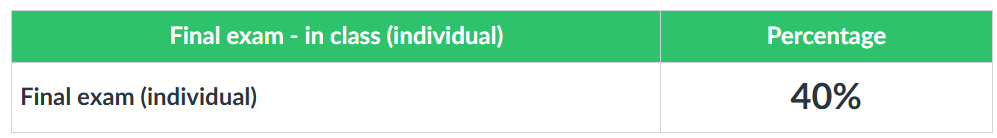 Final exam - in class (individual) Percentage
Final exam (individual) 40%